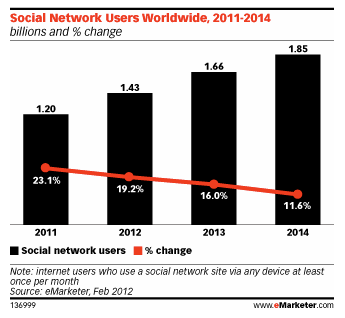 Social Network Users Worldwide, 2011-2014
billions and % change
1.20
1.43
1.66
1.85
23.1%
19.2%
16.0%
11.6%
2011 2012 2013 2014
Social network users % change
Note: internet users who use a social network site via any device at least
once per month
Source: eMarketer, Feb 2012
136999 www.eMarketer.com